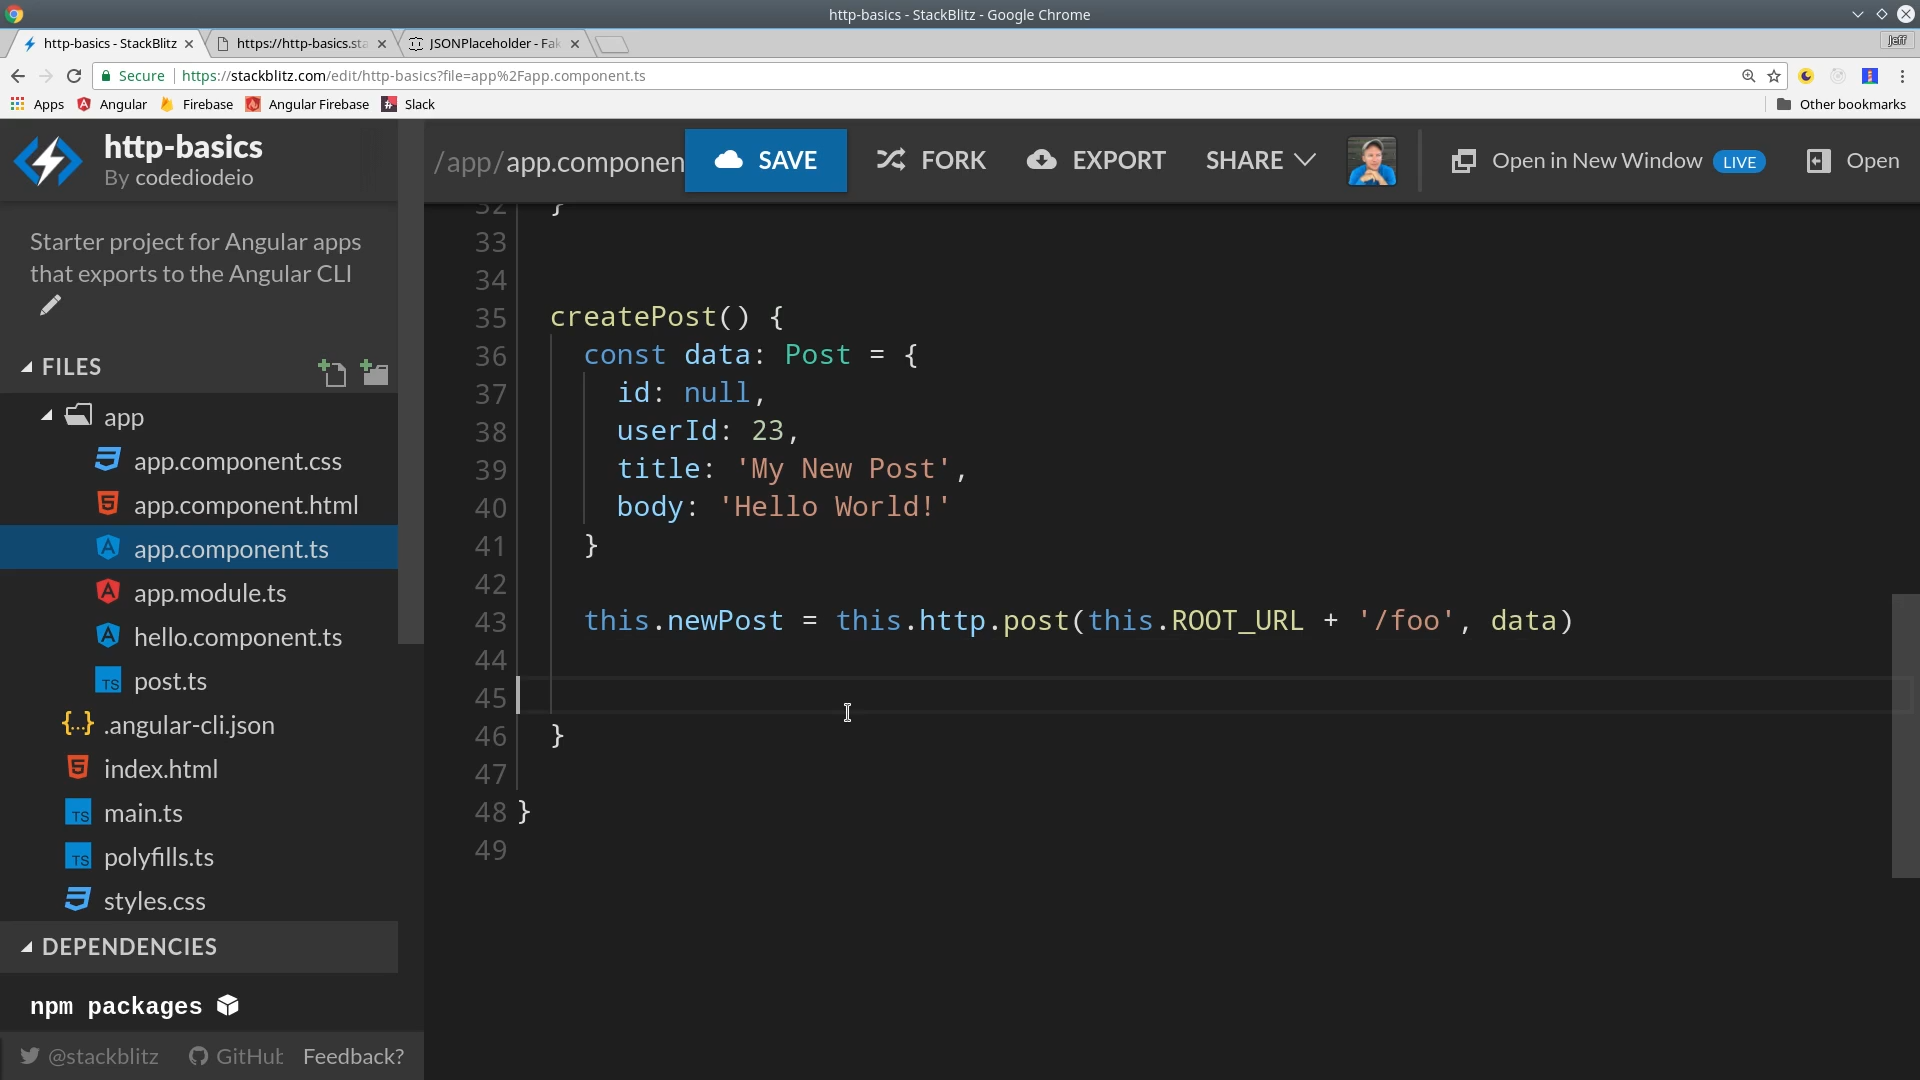 http-basics - StackBlitz - Google Chrome
http-basics - StackBlitz
https://http-basics.sta
JSONPlaceholder - Fak
Jeff
Secure
https://stackblitz.com/edit/http-basics?file=app%2Fapp.component.ts
Apps
Angular
Firebase
Angular Firebase
Slack
Other bookmarks
http-basics
By codediodeio
/app/app.componen
SAVE
FORK
EXPORT
SHARE
Open in New Window
LIVE
Open
Starter project for Angular apps
that exports to the Angular CLI
FILES
app
app.component.css
app.component.html
app.component.ts
app.module.ts
hello.component.ts
TS post.ts
{..} .angular-cli.json
index.html
TS main.ts
TS polyfills.ts
styles.css
DEPENDENCIES
npm packages
@stackblitz
GitHub
Feedback?
32 }
33
34
35 createPost() {
36 const data: Post = {
37 id: null,
38 userId: 23,
39 title: 'My New Post',
40 body: 'Hello World!'
41 }
42
43 this.newPost = this.http.post(this.ROOT_URL + '/foo', data)
44
45
46 }
47
48 }
49